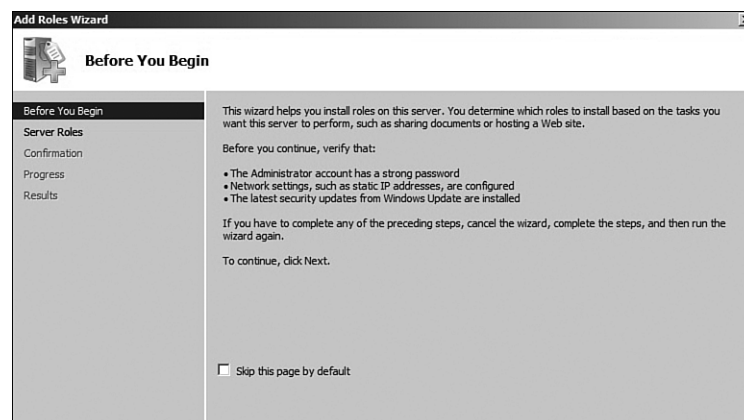 Add Roles Wizard
Before You Begin
Before You Begin
Server Roles
Confirmation
Progress
Results
This wizard helps you install roles on this server. You determine which roles to install based on the tasks you
want this server to perform, such as sharing documents or hosting a Web site.
Before you continue, verify that:
• The Administrator account has a strong password
• Network settings, such as static IP addresses, are configured
• The latest security updates from Windows Update are installed
If you have to complete any of the preceding steps, cancel the wizard, complete the steps, and then run the
wizard again.
To continue, click Next.
Skip this page by default